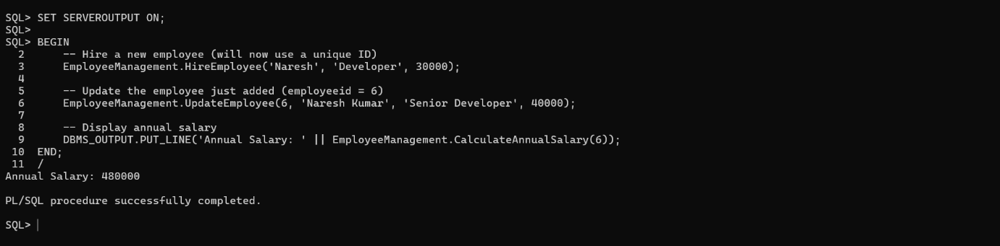 SQL> SET SERVEROUTPUT ON;
SQL>
SQL> BEGIN
  2      -- Hire a new employee (will now use a unique ID)
  3      EmployeeManagement.HireEmployee('Naresh', 'Developer', 30000);
  4
  5      -- Update the employee just added (employeeid = 6)
  6      EmployeeManagement.UpdateEmployee(6, 'Naresh Kumar', 'Senior Developer', 40000);
  7
  8      -- Display annual salary
  9      DBMS_OUTPUT.PUT_LINE('Annual Salary: ' || EmployeeManagement.CalculateAnnualSalary(6));
 10  END;
 11  /
Annual Salary: 480000
PL/SQL procedure successfully completed.
SQL>